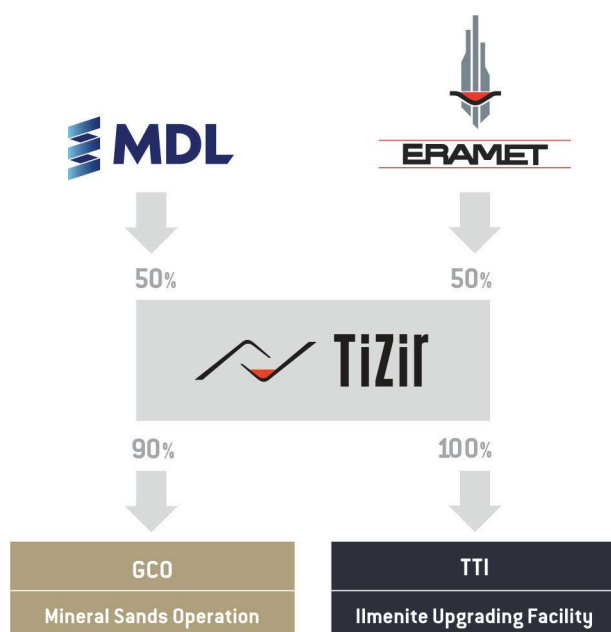 MDL
ERAMET
50% 50%
TiZir
90% 100%
GCO
Mineral Sands Operation
TTI
Ilmenite Upgrading Facility